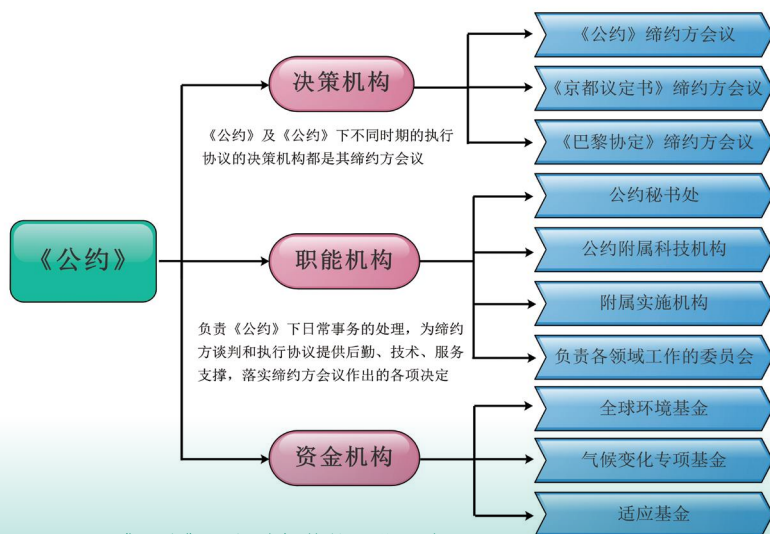 《公约》
决策机构
《公约》及《公约》下不同时期的执行
协议的决策机构都是其缔约方会议
《公约》缔约方会议
《京都议定书》缔约方会议
《巴黎协定》缔约方会议
职能机构
负责《公约》下日常事务的处理，为缔约
方谈判和执行协议提供后勤、技术、服务
支撑，落实缔约方会议作出的各项决定
公约秘书处
公约附属科技机构
附属实施机构
负责各领域工作的委员会
资金机构
全球环境基金
气候变化专项基金
适应基金